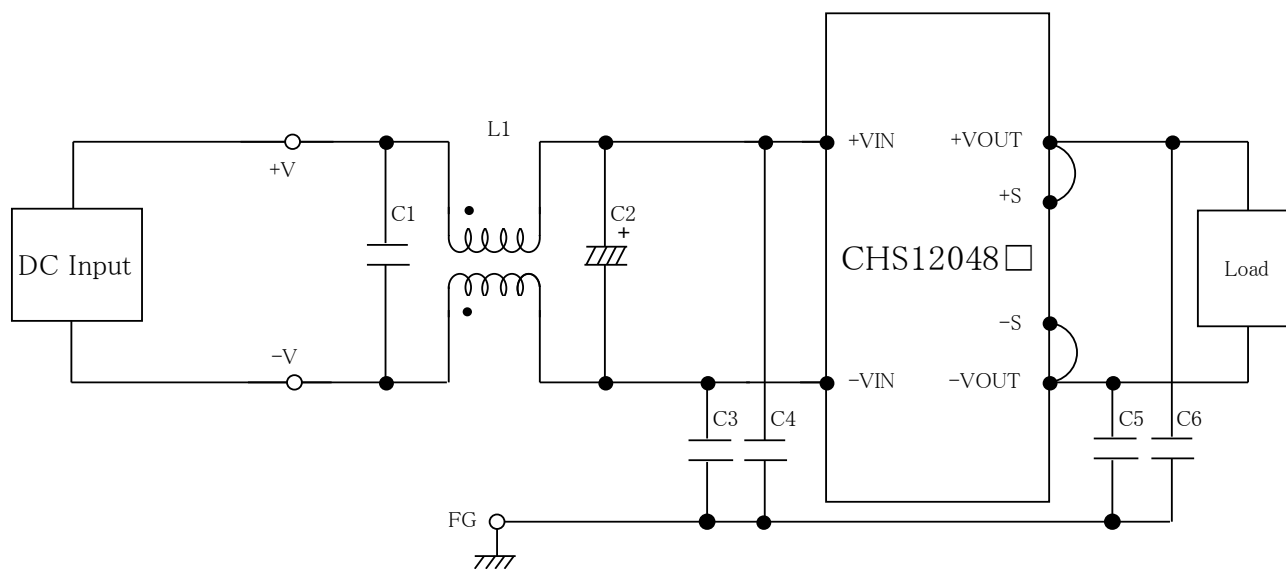 L1
+VIN
+VOUT
+V
+S
C1
C2
+
DC Input
CHS12048□
Load
−S
−V
−VIN
−VOUT
C3
C4
C5
C6
FG